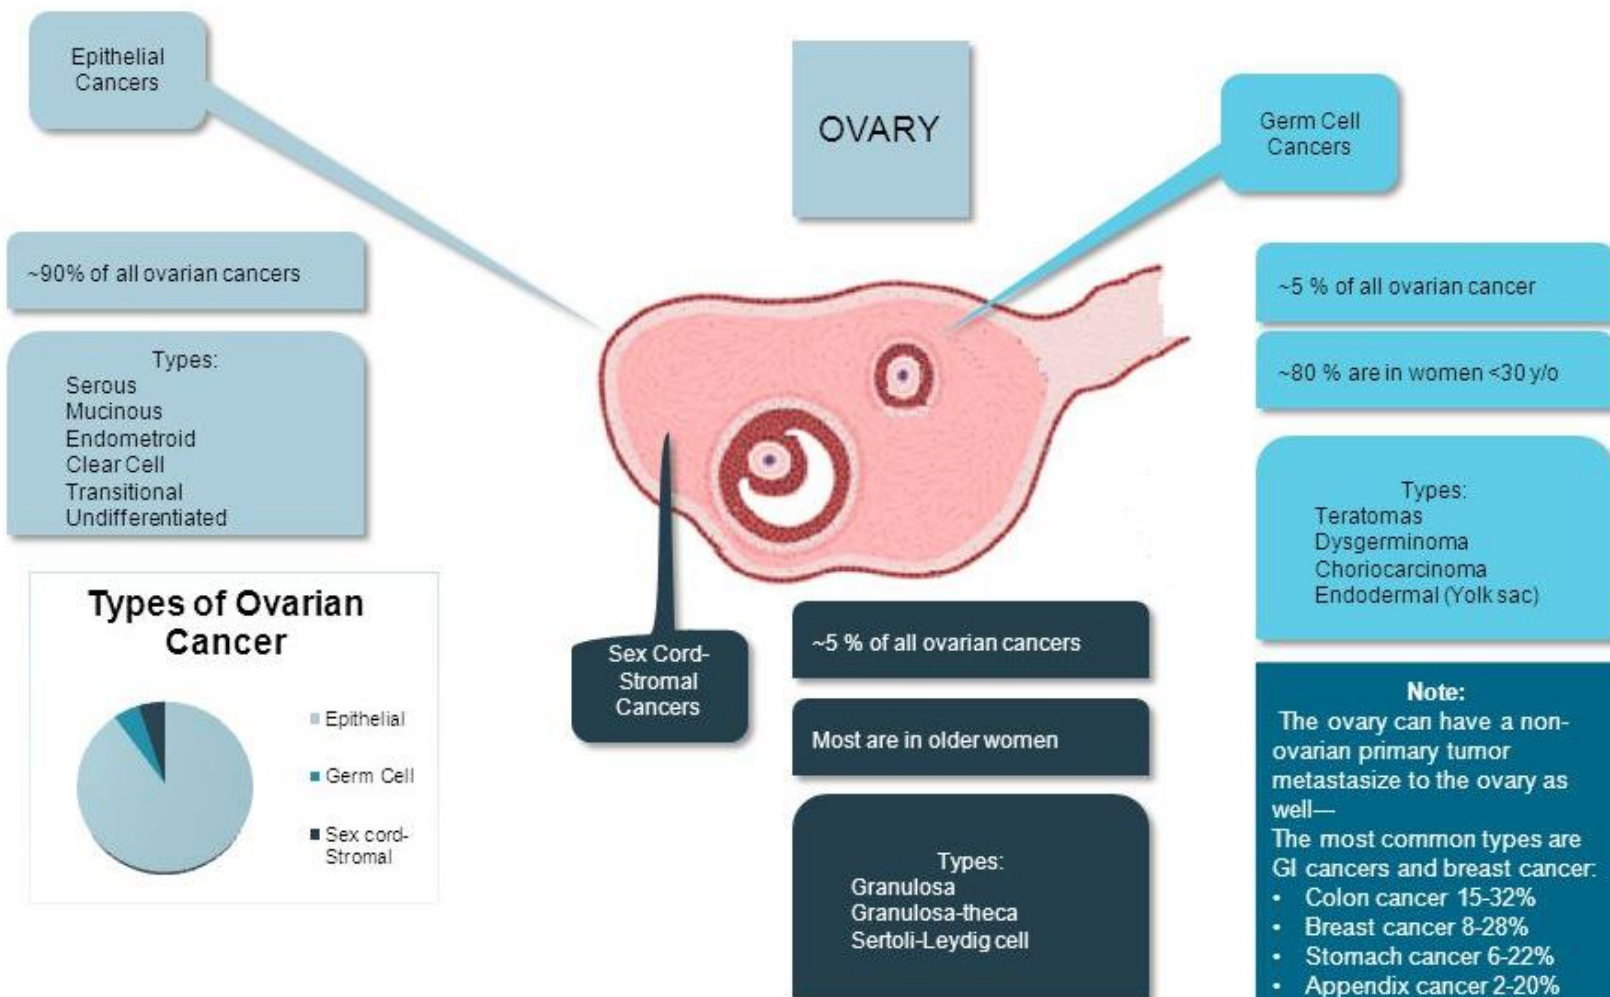 Epithelial
Cancers
OVARY
Germ Cell
Cancers
~90% of all ovarian cancers
Types:
Serous
Mucinous
Endometroid
Clear Cell
Transitional
Undifferentiated
Types of Ovarian
Cancer
Epithelial
Germ Cell
Sex cord-
Stromal
Sex Cord-
Stromal
Cancers
~5 % of all ovarian cancers
Most are in older women
Types:
Granulosa
Granulosa-theca
Sertoli-Leydig cell
~5 % of all ovarian cancer
~80 % are in women <30 y/o
Types:
Teratomas
Dysgerminoma
Choriocarcinoma
Endodermal (Yolk sac)
Note:
The ovary can have a non-
ovarian primary tumor
metastasize to the ovary as
well—
The most common types are
GI cancers and breast cancer:
• Colon cancer 15-32%
• Breast cancer 8-28%
• Stomach cancer 6-22%
• Appendix cancer 2-20%